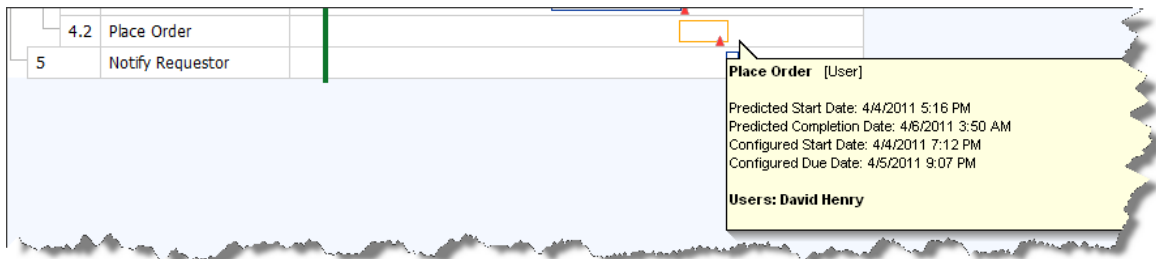 4.2 Place Order
5 Notify Requestor
Place Order [User]
Predicted Start Date: 4/4/2011 5:16 PM
Predicted Completion Date: 4/6/2011 3:50 AM
Configured Start Date: 4/4/2011 7:12 PM
Configured Due Date: 4/5/2011 9:07 PM
Users: David Henry